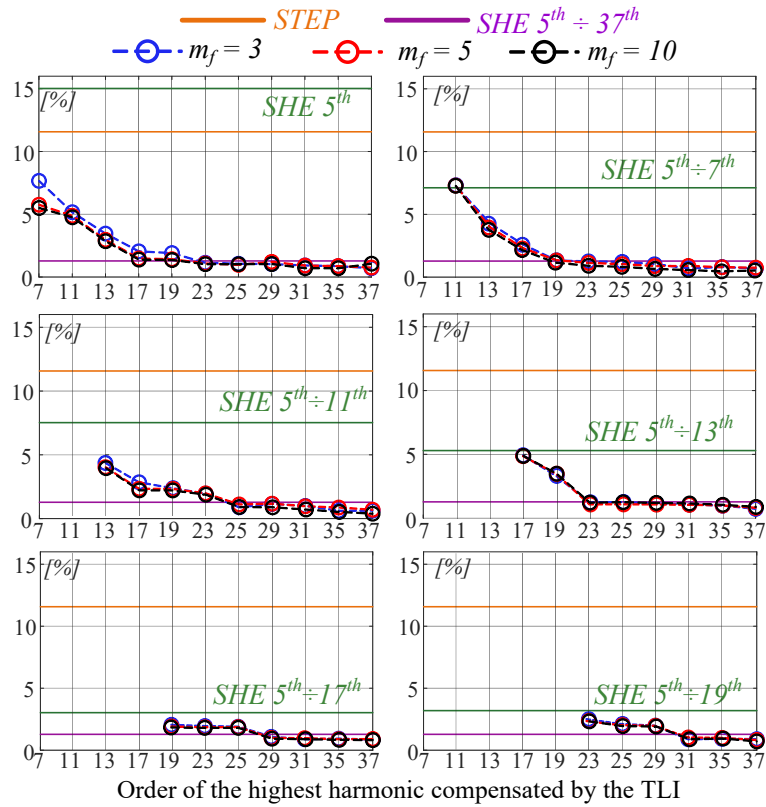 STEP SHE 5th ÷ 37th
m_f = 3 m_f = 5 m_f = 10
15 [%] SHE 5th
10
5
0
7 11 13 17 19 23 25 29 31 35 37
15 [%]
10
SHE 5th÷7th
5
0
7 11 13 17 19 23 25 29 31 35 37
[%]
15
10
SHE 5th÷11th
5
0
7 11 13 17 19 23 25 29 31 35 37
[%]
15
10
SHE 5th÷13th
5
0
7 11 13 17 19 23 25 29 31 35 37
[%]
15
10
5
SHE 5th÷17th
0
7 11 13 17 19 23 25 29 31 35 37
[%]
15
10
5
SHE 5th÷19th
0
7 11 13 17 19 23 25 29 31 35 37
Order of the highest harmonic compensated by the TLI